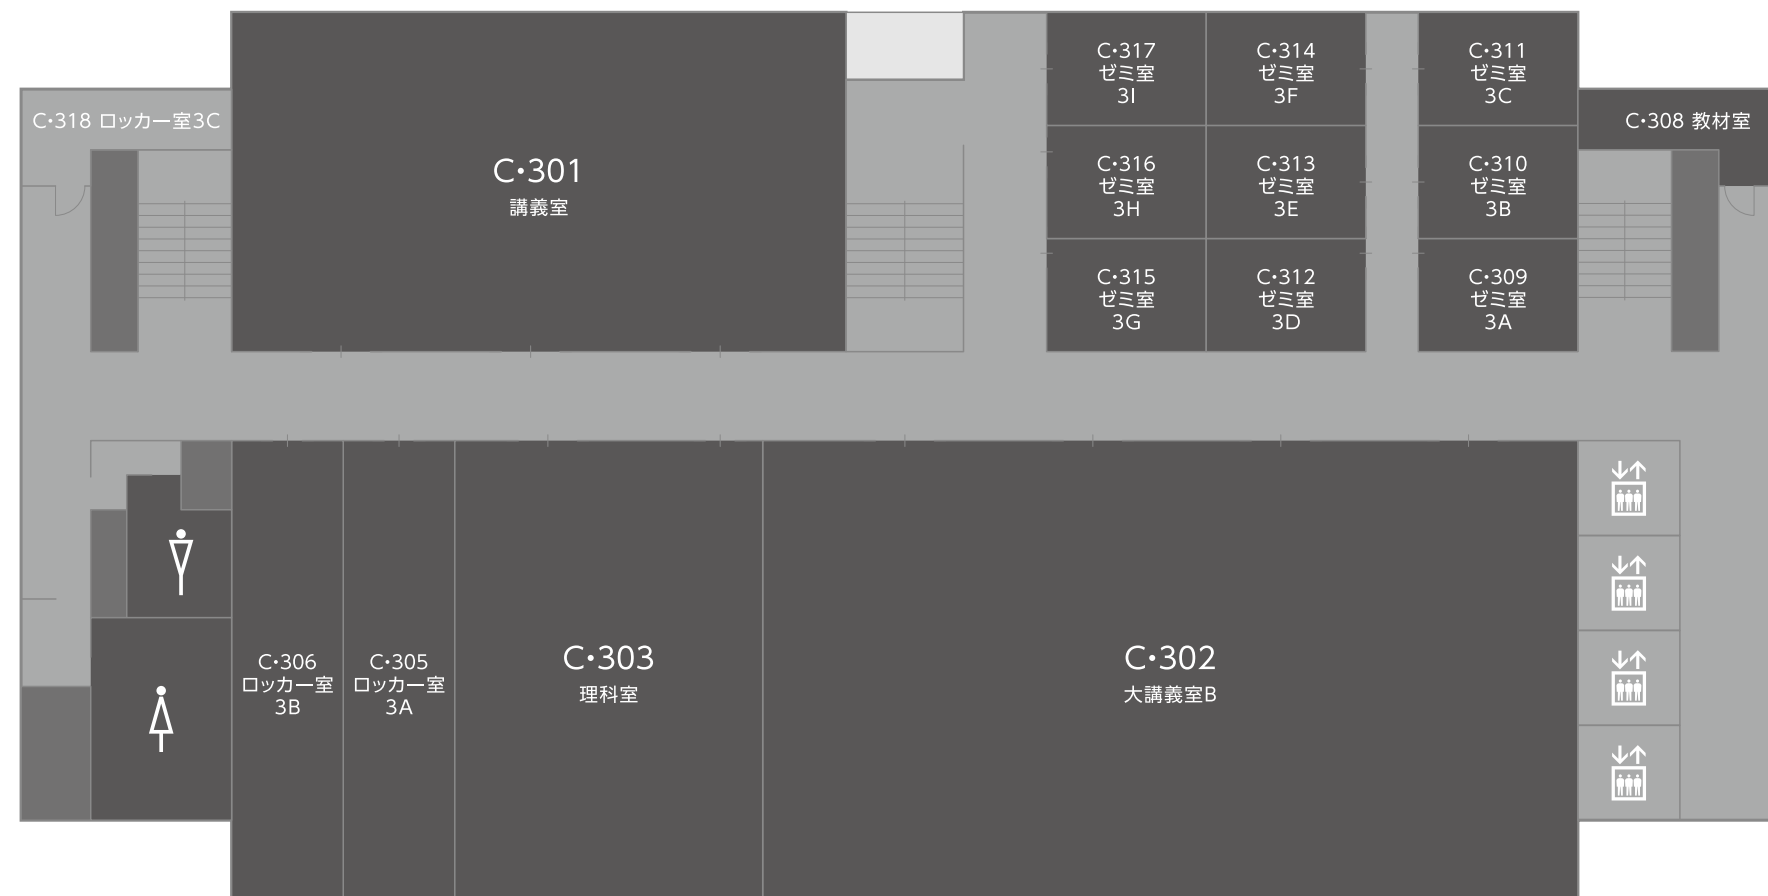 C・317
ゼミ室
3I
C・314
ゼミ室
3F
C・311
ゼミ室
3C
C・318 ロッカー室3C
C・308 教材室
C・301
講義室
C・316
ゼミ室
3H
C・313
ゼミ室
3E
C・310
ゼミ室
3B
C・315
ゼミ室
3G
C・312
ゼミ室
3D
C・309
ゼミ室
3A
C・306
ロッカー室
3B
C・305
ロッカー室
3A
C・303
理科室
C・302
大講義室B